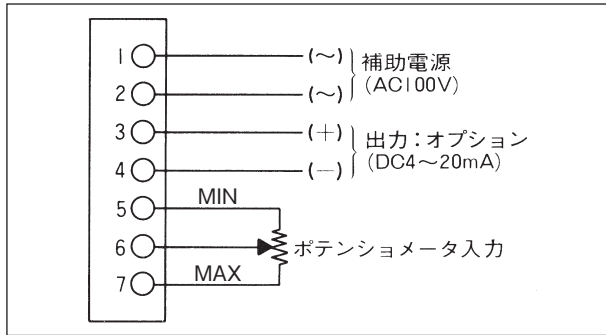 1 (～) 補助電源
2 (～) (AC100V)
3 (+) 出力：オプション
4 (－) (DC4～20mA)
5 MIN
6 ポテンショメータ入力
7 MAX